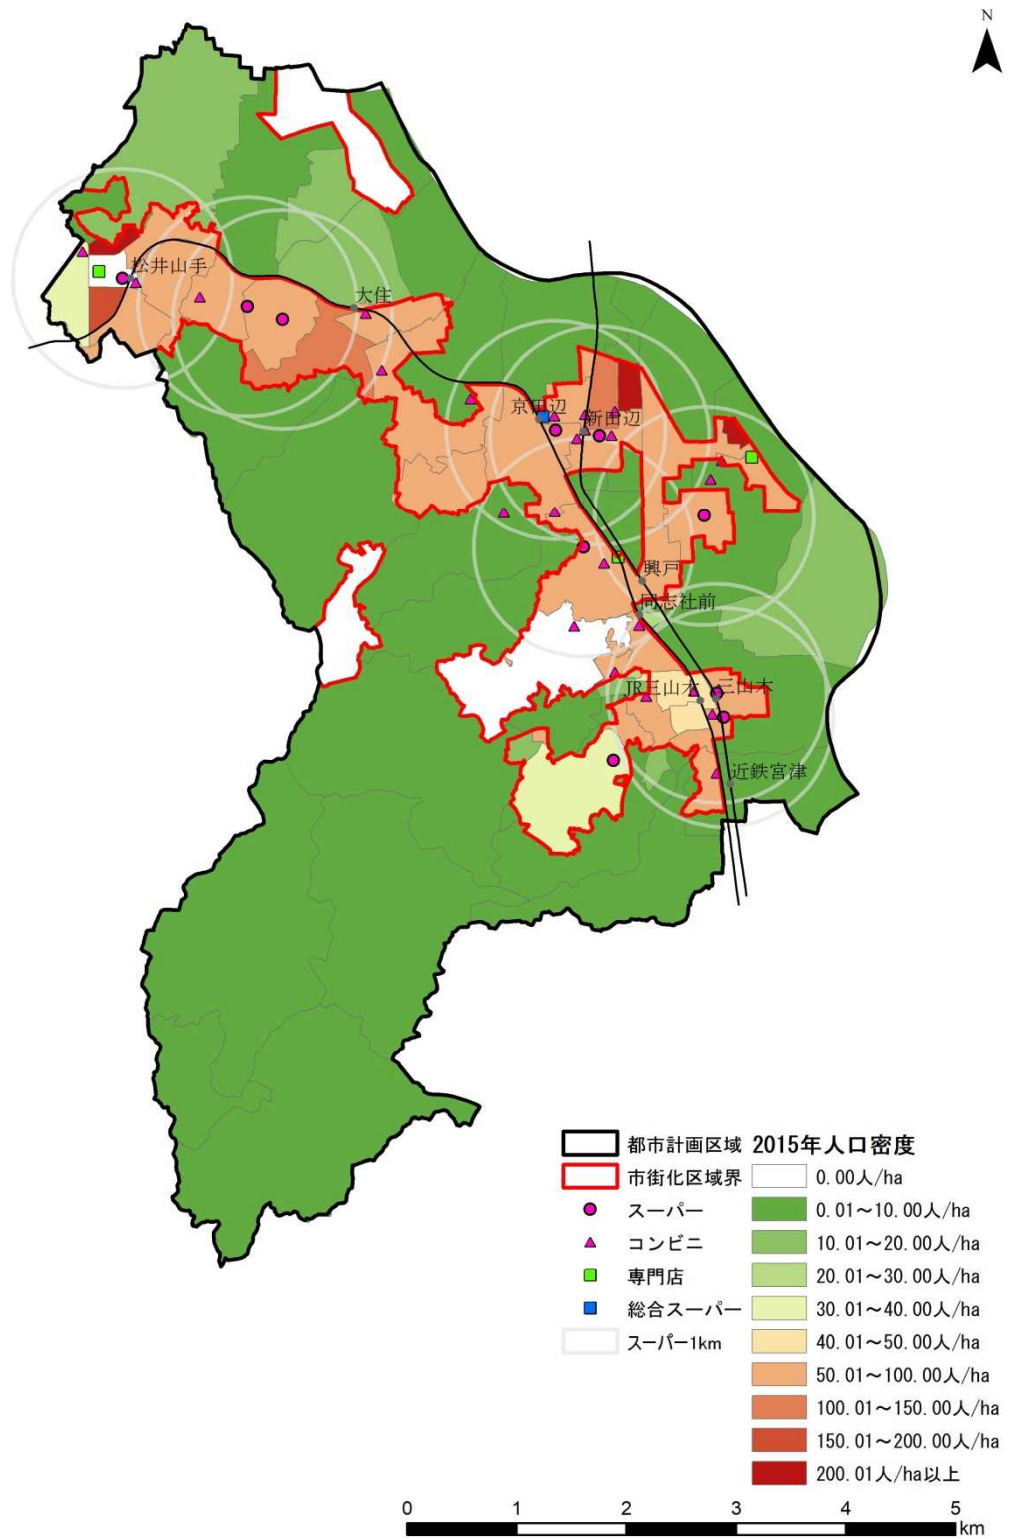 N
松井山手
大住
京田辺
新田辺
興戸
同志社前
JR三山木
三山木
近鉄宮津
都市計画区域
市街化区域界
スーパー
コンビニ
専門店
総合スーパー
スーパー1km
2015年人口密度
0.00人/ha
0.01～10.00人/ha
10.01～20.00人/ha
20.01～30.00人/ha
30.01～40.00人/ha
40.01～50.00人/ha
50.01～100.00人/ha
100.01～150.00人/ha
150.01～200.00人/ha
200.01人/ha以上
0 1 2 3 4 5
km